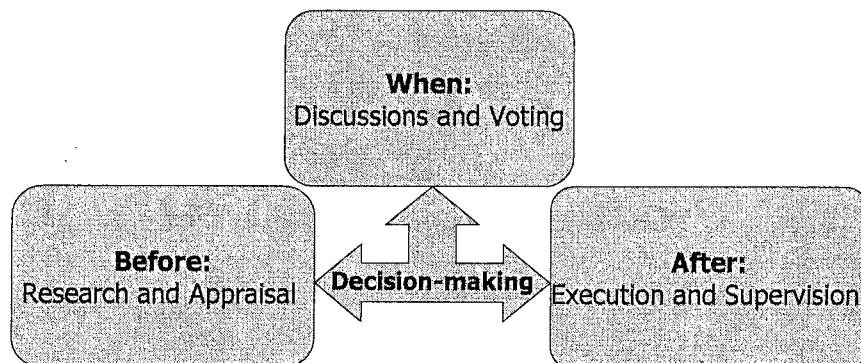 When:
Discussions and Voting
Before:
Research and Appraisal
Decision-making
After:
Execution and Supervision